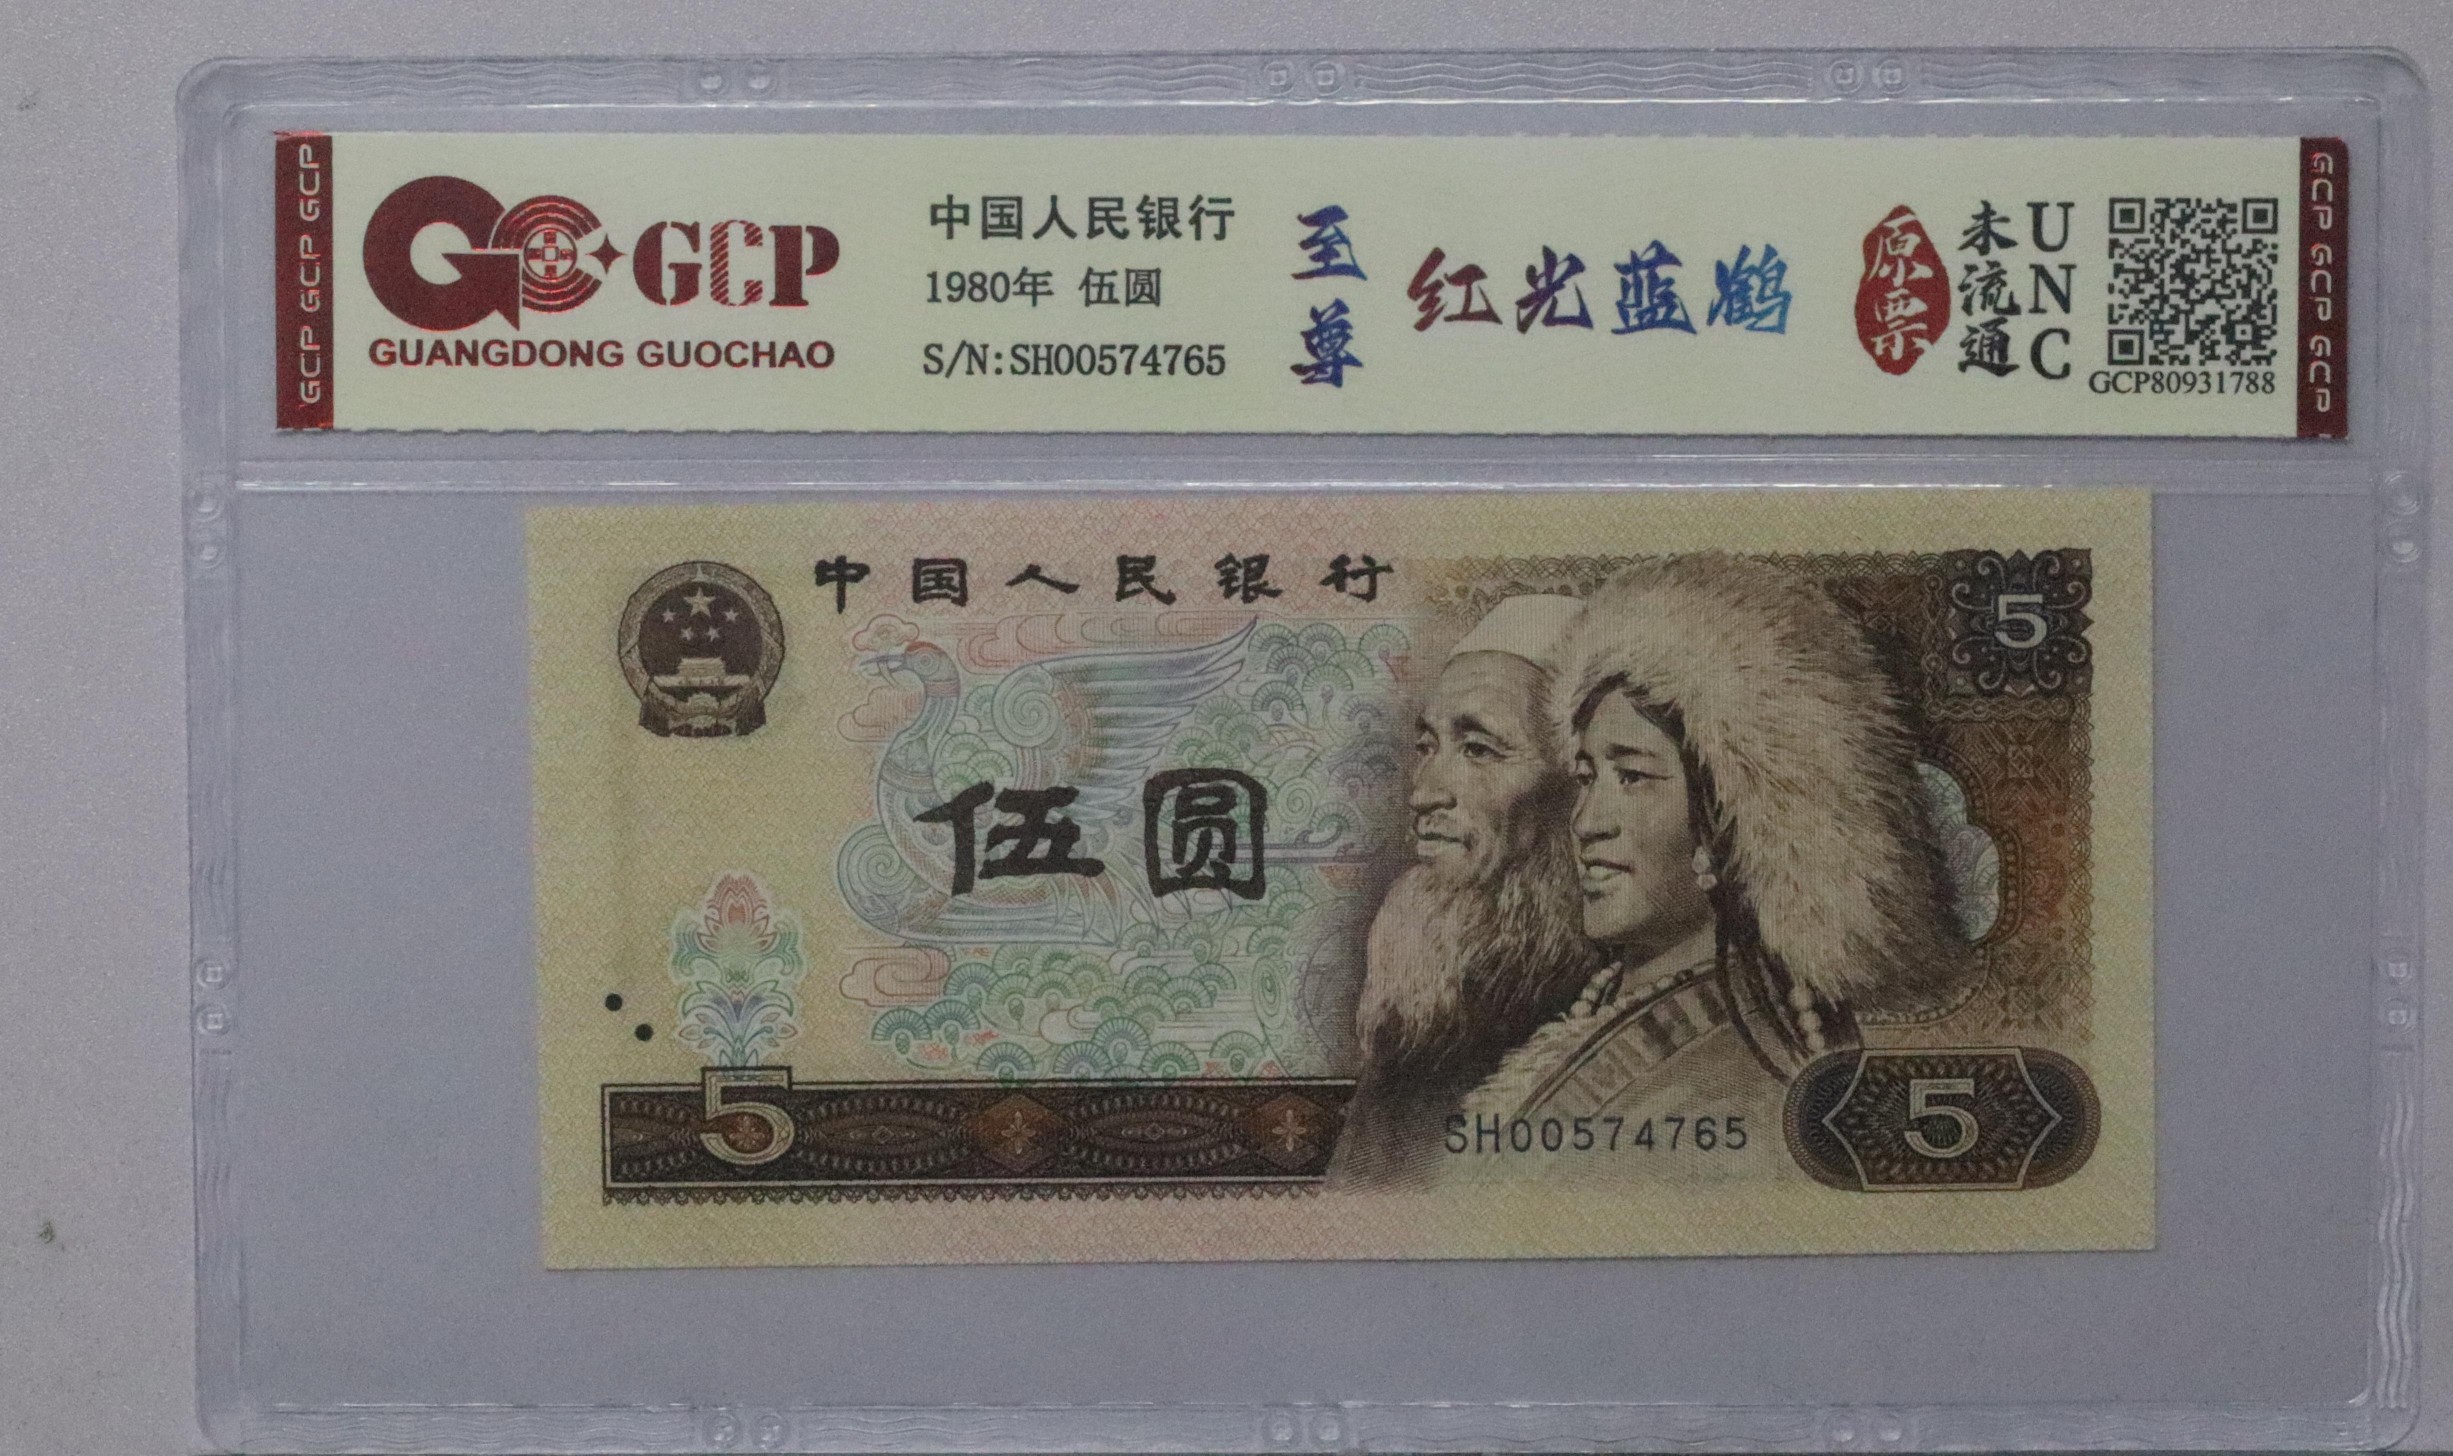 GCP GCP GCP
GCP
GUANGDONG GUOCHAO
中国人民银行
1980年 伍圆
S/N:SH00574765
至尊
红光蓝鹤
原票
未流通
UNC
GCP80931788
GCP GCP GCP
中国人民银行
5
伍圆
5
SH00574765
5